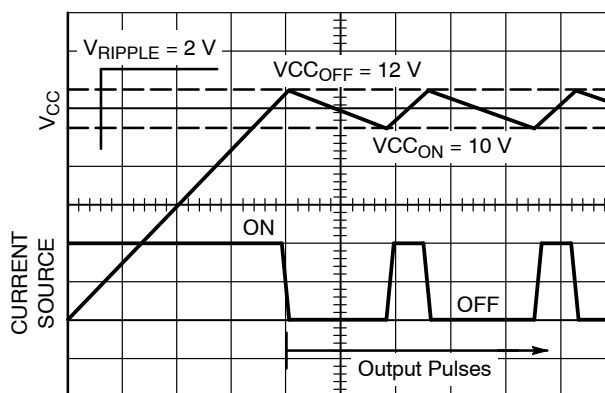 V_RIPPLE = 2 V
VCC_OFF = 12 V
V_CC
VCC_ON = 10 V
ON
CURRENT
SOURCE
OFF
Output Pulses